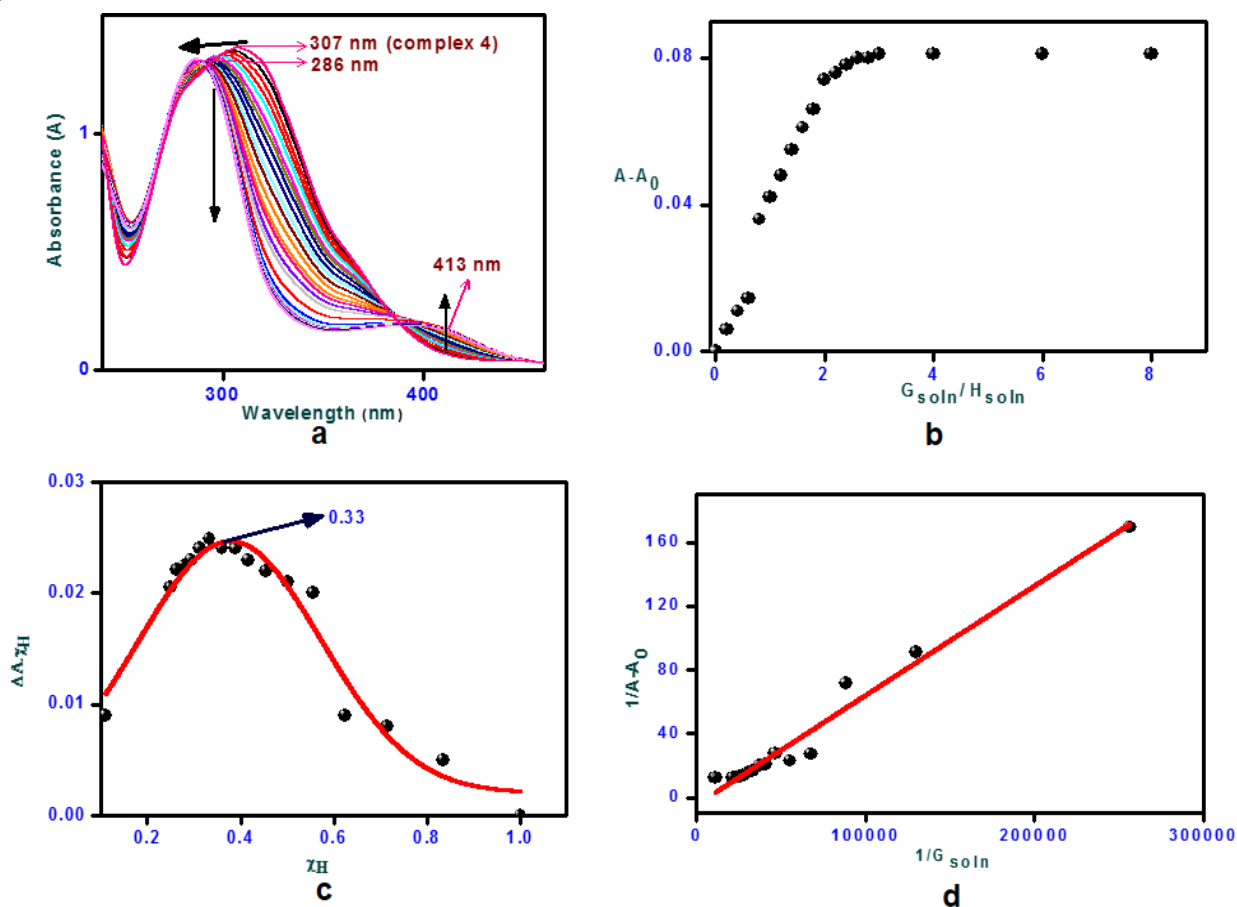 307 nm (complex 4)
286 nm
413 nm
1
0
Absorbance (A)
300
400
Wavelength (nm)
a
0.08
0.04
0.00
A-A0
0
2
4
6
8
Gsoln/Hsoln
b
0.03
0.02
0.01
0.00
ΔA.χH
0.33
0.2
0.4
0.6
0.8
1.0
χH
c
160
120
80
40
0
1/A-A0
0
100000
200000
300000
1/Gsoln
d